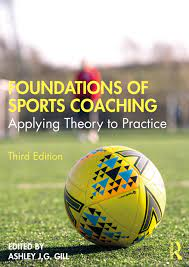 FOUNDATIONS OF
SPORTS COACHING
Applying Theory to Practice
Third Edition
EDITED BY
ASHLEY J.G. GILL
R